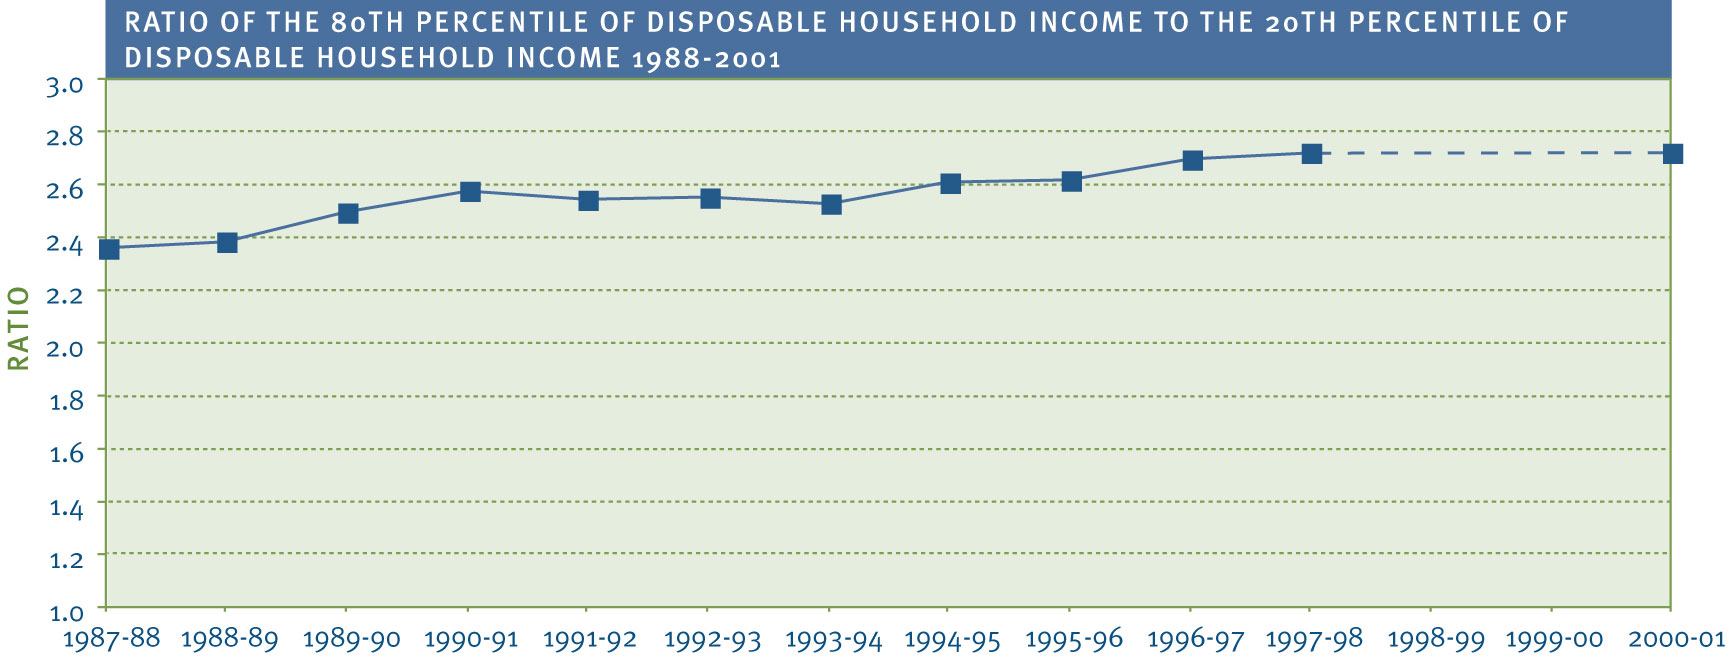 RATIO OF THE 80TH PERCENTILE OF DISPOSABLE HOUSEHOLD INCOME TO THE 20TH PERCENTILE OF
DISPOSABLE HOUSEHOLD INCOME 1988-2001
3.0
2.8
2.6
2.4
2.2
2.0
1.8
1.6
1.4
1.2
1.0
RATIO
1987-88 1988-89 1989-90 1990-91 1991-92 1992-93 1993-94 1994-95 1995-96 1996-97 1997-98 1998-99 1999-00 2000-01